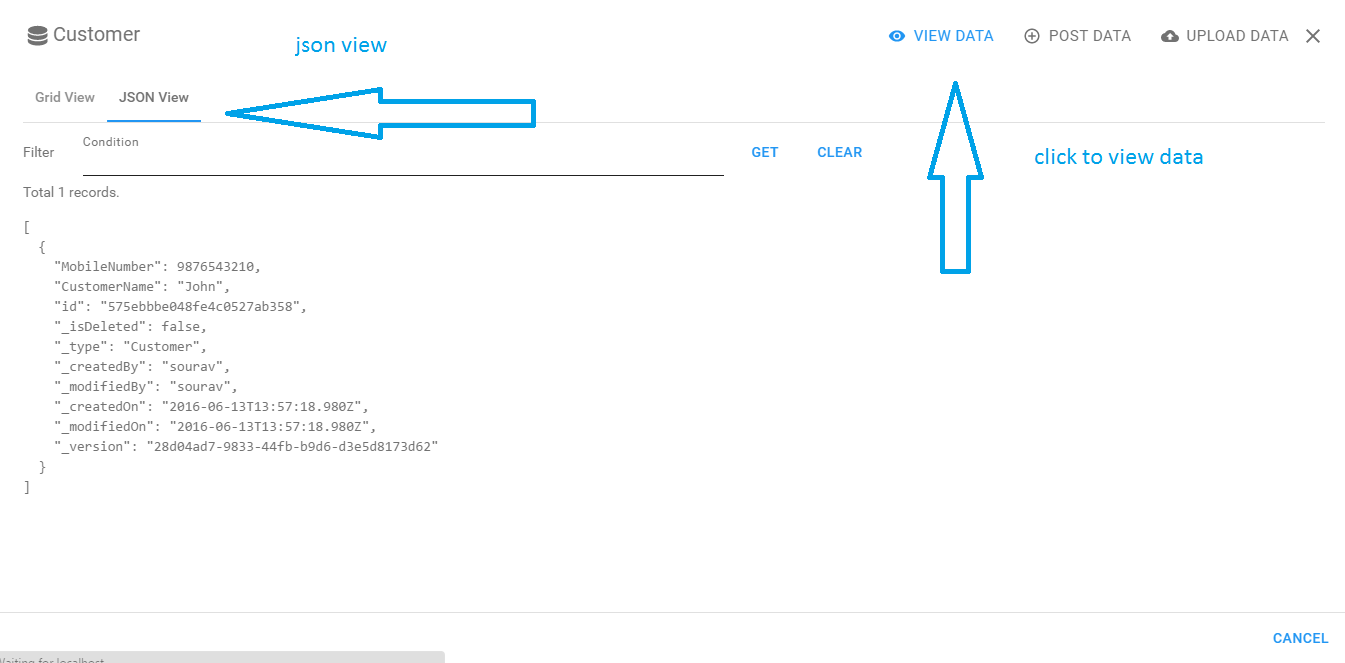 Customer
json view
VIEW DATA POST DATA UPLOAD DATA
Grid View JSON View
click to view data
Condition
Filter GET CLEAR
Total 1 records.
[
  {
    "MobileNumber": 9876543210,
    "CustomerName": "John",
    "id": "575ebbbe048fe4c0527ab358",
    "_isDeleted": false,
    "_type": "Customer",
    "_createdBy": "sourav",
    "_modifiedBy": "sourav",
    "_createdOn": "2016-06-13T13:57:18.980Z",
    "_modifiedOn": "2016-06-13T13:57:18.980Z",
    "_version": "28d04ad7-9833-44fb-b9d6-d3e5d8173d62"
  }
]
CANCEL
Waiting for localhost